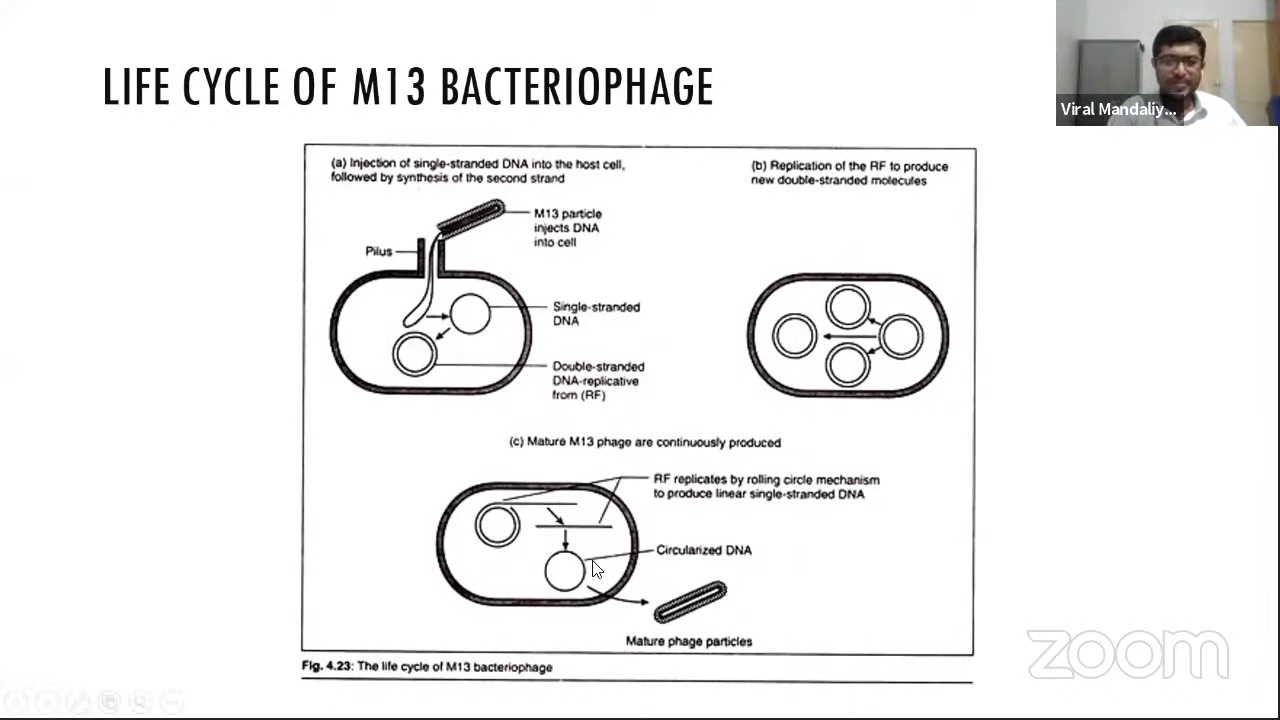 LIFE CYCLE OF M13 BACTERIOPHAGE
Viral Mandaliy...
(a) Injection of single-stranded DNA into the host cell,
followed by synthesis of the second strand
(b) Replication of the RF to produce
new double-stranded molecules
M13 particle
injects DNA
into cell
Pilus
Single-stranded
DNA
Double-stranded
DNA-replicative
from (RF)
(c) Mature M13 phage are continuously produced
RF replicates by rolling circle mechanism
to produce linear single-stranded DNA
Circularized DNA
Mature phage particles
Fig. 4.23: The life cycle of M13 bacteriophage
zoom